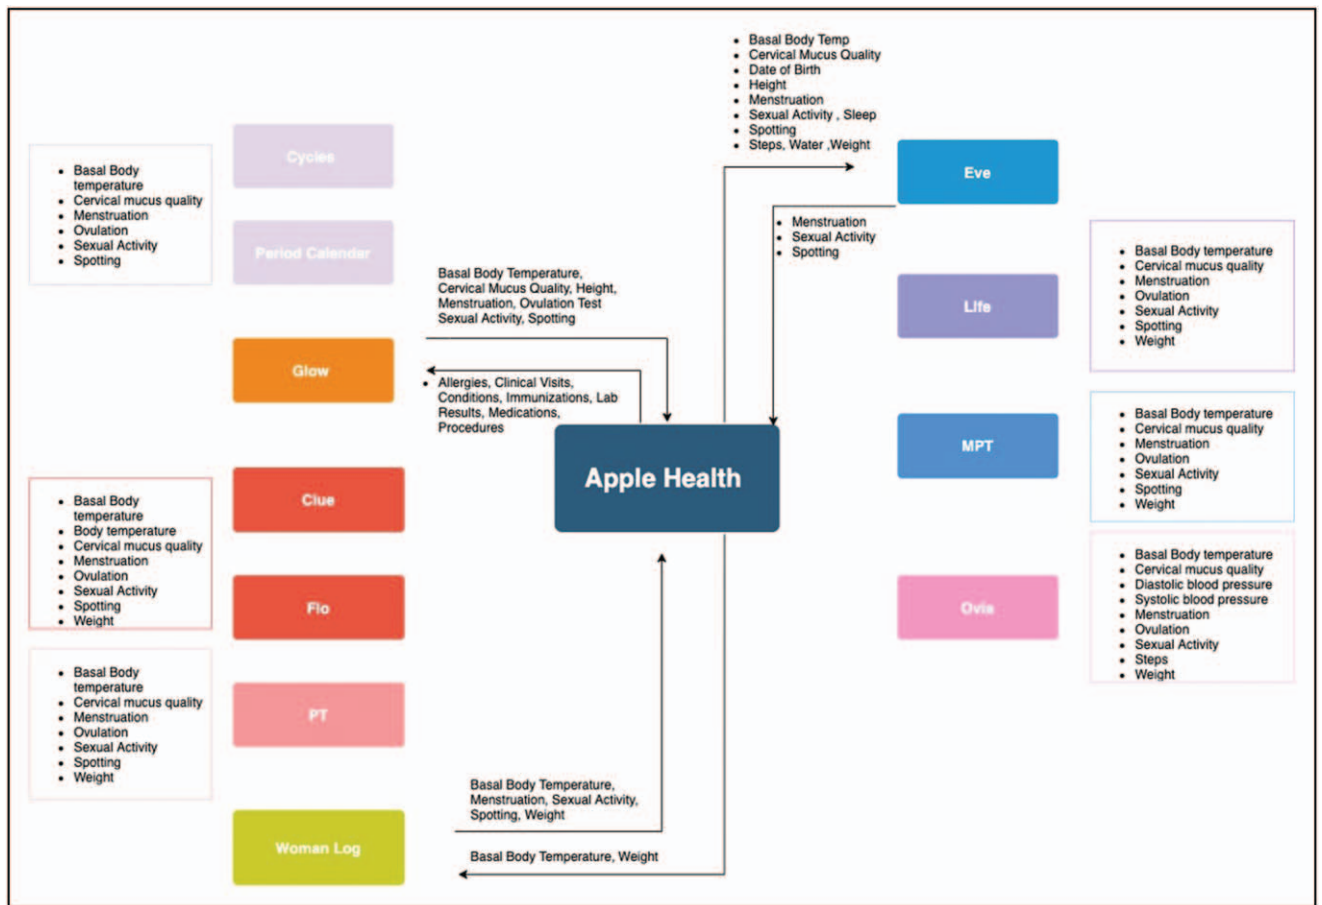 Basal Body Temp
Cervical Mucus Quality
Date of Birth
Height
Menstruation
Sexual Activity , Sleep
Spotting
Steps, Water ,Weight
Cycles
Basal Body
temperature
Cervical mucus quality
Menstruation
Ovulation
Sexual Activity
Spotting
Period Calendar
Eve
Menstruation
Sexual Activity
Spotting
Basal Body Temperature,
Cervical Mucus Quality, Height,
Menstruation, Ovulation Test
Sexual Activity, Spotting
Life
Basal Body temperature
Cervical mucus quality
Menstruation
Ovulation
Sexual Activity
Spotting
Weight
Glow
Allergies, Clinical Visits,
Conditions, Immunizations, Lab
Results, Medications,
Procedures
Apple Health
MPT
Basal Body temperature
Cervical mucus quality
Menstruation
Ovulation
Sexual Activity
Spotting
Weight
Clue
Basal Body
temperature
Body temperature
Cervical mucus quality
Menstruation
Ovulation
Sexual Activity
Spotting
Weight
Flo
Ovia
Basal Body temperature
Cervical mucus quality
Diastolic blood pressure
Systolic blood pressure
Menstruation
Ovulation
Sexual Activity
Steps
Weight
Basal Body
temperature
Cervical mucus quality
Menstruation
Ovulation
Sexual Activity
Spotting
Weight
PT
Basal Body Temperature,
Menstruation, Sexual Activity,
Spotting, Weight
Woman Log
Basal Body Temperature, Weight